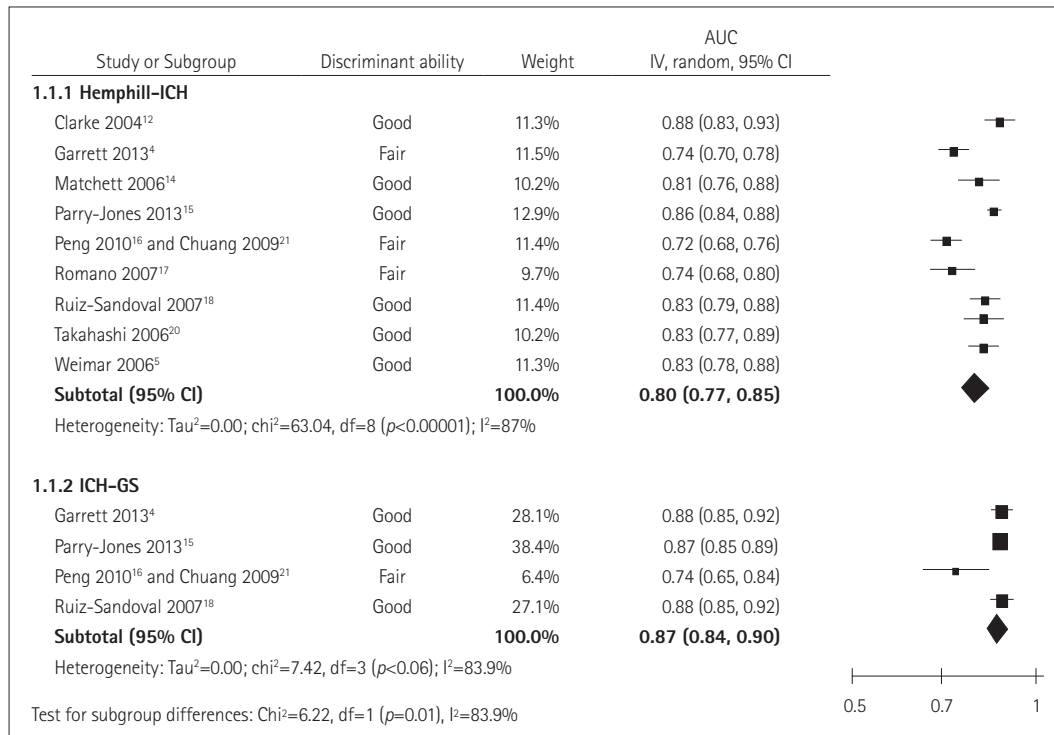 AUC
Study or Subgroup Discriminant ability Weight IV, random, 95% CI
1.1.1 Hemphill-ICH
Clarke 2004¹² Good 11.3% 0.88 (0.83, 0.93)
Garrett 2013⁴ Fair 11.5% 0.74 (0.70, 0.78)
Matchett 2006¹⁴ Good 10.2% 0.81 (0.76, 0.88)
Parry-Jones 2013¹⁵ Good 12.9% 0.86 (0.84, 0.88)
Peng 2010¹⁶ and Chuang 2009²¹ Fair 11.4% 0.72 (0.68, 0.76)
Romano 2007¹⁷ Fair 9.7% 0.74 (0.68, 0.80)
Ruiz-Sandoval 2007¹⁸ Good 11.4% 0.83 (0.79, 0.88)
Takahashi 2006²⁰ Good 10.2% 0.83 (0.77, 0.89)
Weimar 2006⁵ Good 11.3% 0.83 (0.78, 0.88)
Subtotal (95% CI) 100.0% 0.80 (0.77, 0.85)
Heterogeneity: Tau²=0.00; chi²=63.04, df=8 (p<0.00001); I²=87%
1.1.2 ICH-GS
Garrett 2013⁴ Good 28.1% 0.88 (0.85, 0.92)
Parry-Jones 2013¹⁵ Good 38.4% 0.87 (0.85 0.89)
Peng 2010¹⁶ and Chuang 2009²¹ Fair 6.4% 0.74 (0.65, 0.84)
Ruiz-Sandoval 2007¹⁸ Good 27.1% 0.88 (0.85, 0.92)
Subtotal (95% CI) 100.0% 0.87 (0.84, 0.90)
Heterogeneity: Tau²=0.00; chi²=7.42, df=3 (p<0.06); I²=83.9%
Test for subgroup differences: Chi²=6.22, df=1 (p=0.01), I²=83.9%
0.5 0.7 1